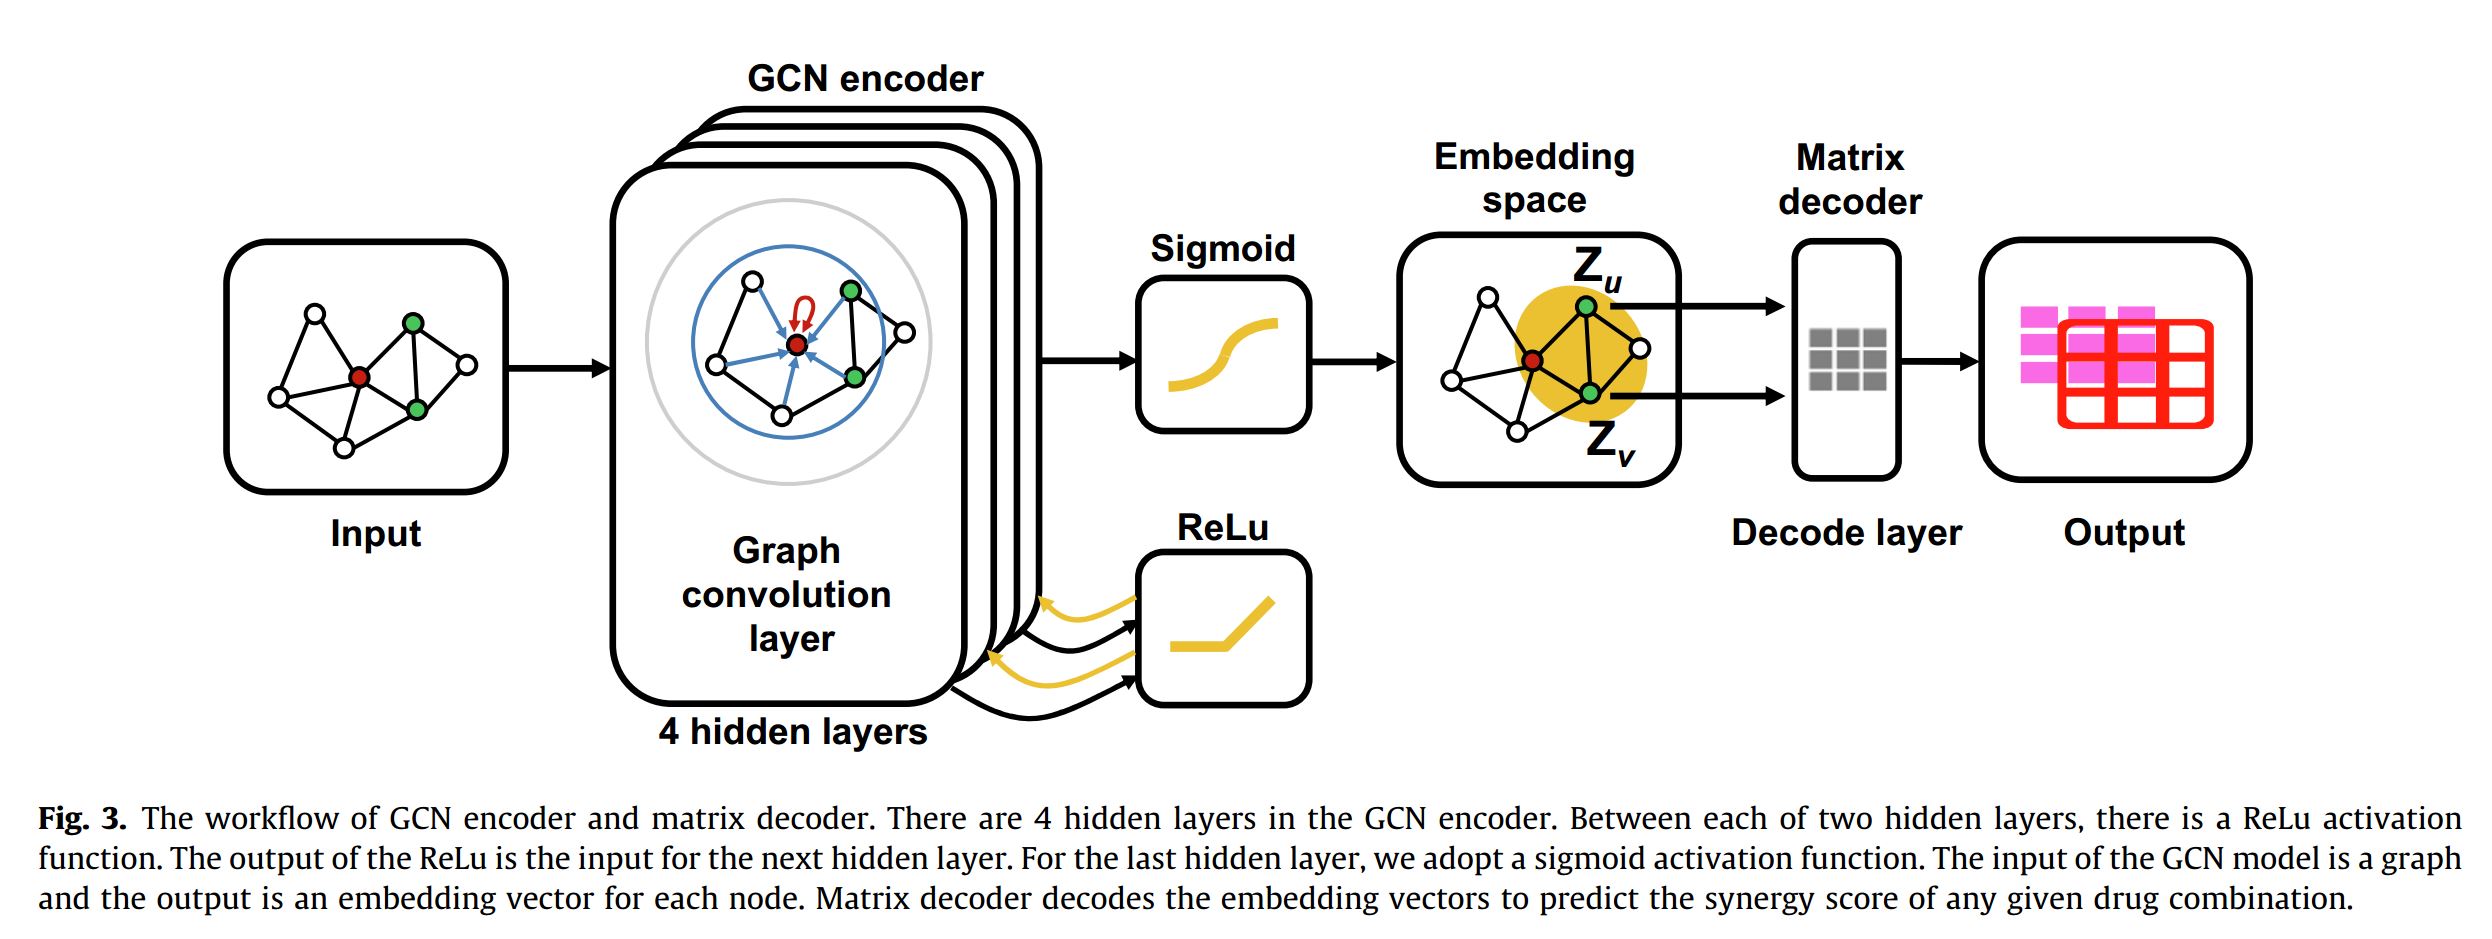 GCN encoder
Embedding
space
Matrix
decoder
Sigmoid
Zu
Zv
Input
Graph
convolution
layer
ReLu
Decode layer
Output
4 hidden layers
Fig. 3. The workflow of GCN encoder and matrix decoder. There are 4 hidden layers in the GCN encoder. Between each of two hidden layers, there is a ReLu activation
function. The output of the ReLu is the input for the next hidden layer. For the last hidden layer, we adopt a sigmoid activation function. The input of the GCN model is a graph
and the output is an embedding vector for each node. Matrix decoder decodes the embedding vectors to predict the synergy score of any given drug combination.